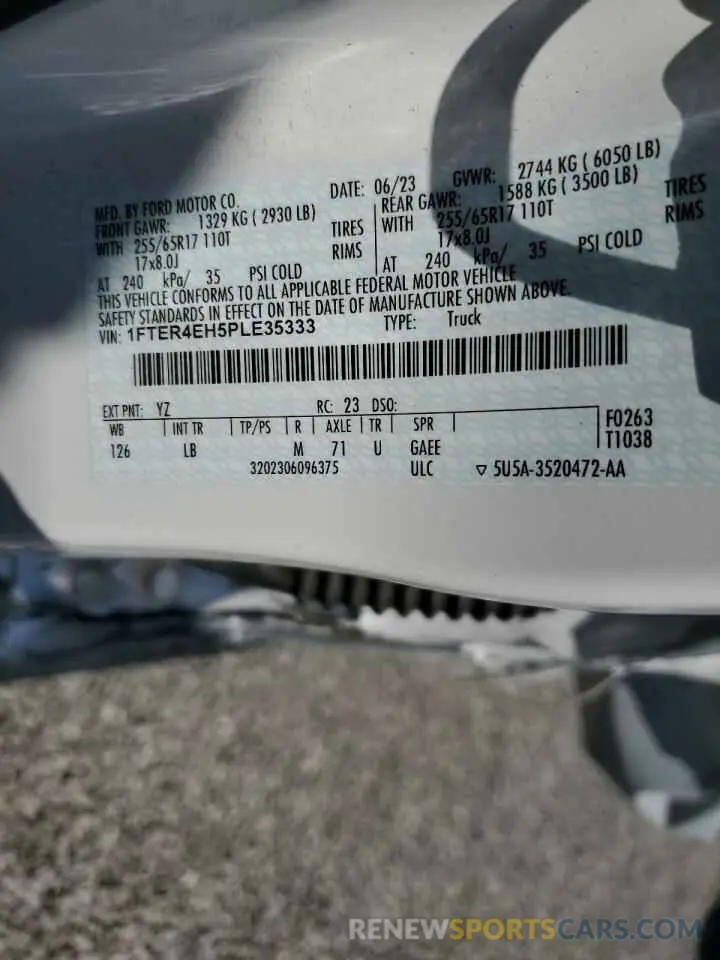 MFD. BY FORD MOTOR CO. DATE: 06/23 GVWR: 2744 KG ( 6050 LB)
FRONT GAWR: 1329 KG ( 2930 LB) REAR GAWR: 1588 KG ( 3500 LB)
WITH 255/65R17 110T TIRES WITH 255/65R17 110T TIRES
17x8.0J RIMS 17x8.0J RIMS
AT 240 kPa/ 35 PSI COLD AT 240 kPa/ 35 PSI COLD
THIS VEHICLE CONFORMS TO ALL APPLICABLE FEDERAL MOTOR VEHICLE
SAFETY STANDARDS IN EFFECT ON THE DATE OF MANUFACTURE SHOWN ABOVE.
VIN: 1FTER4EH5PLE35333 TYPE: Truck
EXT PNT: YZ RC: 23 DSO:
WB INT TR TP/PS R AXLE TR SPR F0263
126 LB M 71 U GAEE T1038
3202306096375 ULC ▽ 5U5A-3520472-AA
RENEWSPORTSCARS.COM